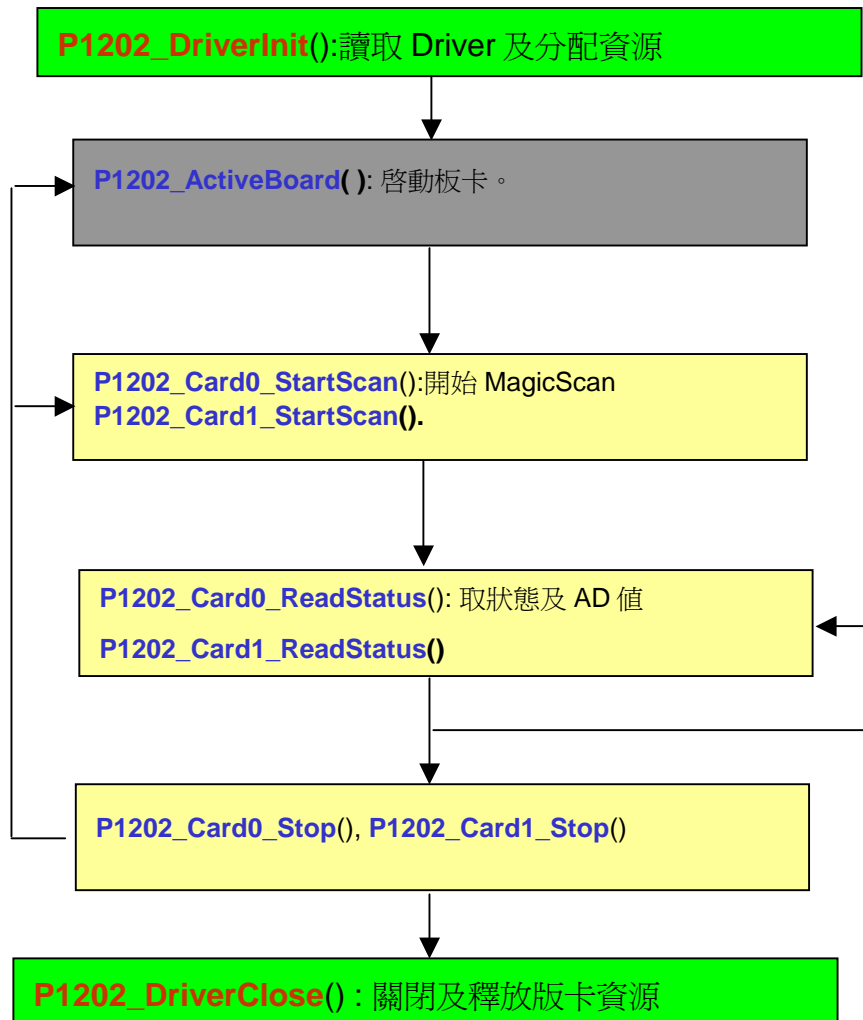 P1202_DriverInit():讀取 Driver 及分配資源
P1202_ActiveBoard( ): 啓動板卡。
P1202_Card0_StartScan():開始 MagicScan
P1202_Card1_StartScan().
P1202_Card0_ReadStatus(): 取狀態及 AD 值
P1202_Card1_ReadStatus()
P1202_Card0_Stop(), P1202_Card1_Stop()
P1202_DriverClose() : 關閉及釋放版卡資源